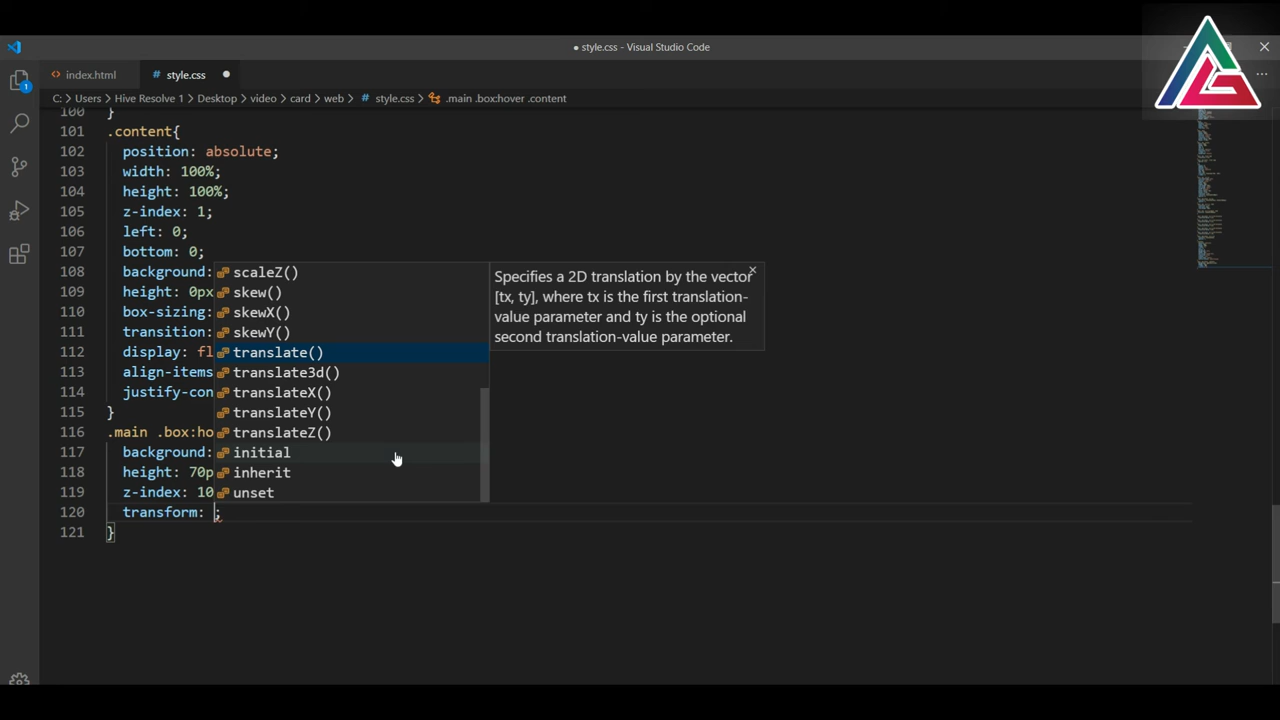 style.css - Visual Studio Code
index.html
# style.css
C: > Users > Hive Resolve 1 > Desktop > video > card > web > # style.css > .main .box:hover .content
1
100 }
101 .content{
102 position: absolute;
103 width: 100%;
104 height: 100%;
105 z-index: 1;
106 left: 0;
107 bottom: 0;
108 background:
109 height: 0px
110 box-sizing:
111 transition:
112 display: fl
113 align-items
114 justify-con
115 }
116 .main .box:ho
117 background:
118 height: 70p
119 z-index: 10
120 transform: ;
121 }
scaleZ()
skew()
skewX()
skewY()
translate()
translate3d()
translateX()
translateY()
translateZ()
initial
inherit
unset
Specifies a 2D translation by the vector
[tx, ty], where tx is the first translation-
value parameter and ty is the optional
second translation-value parameter.